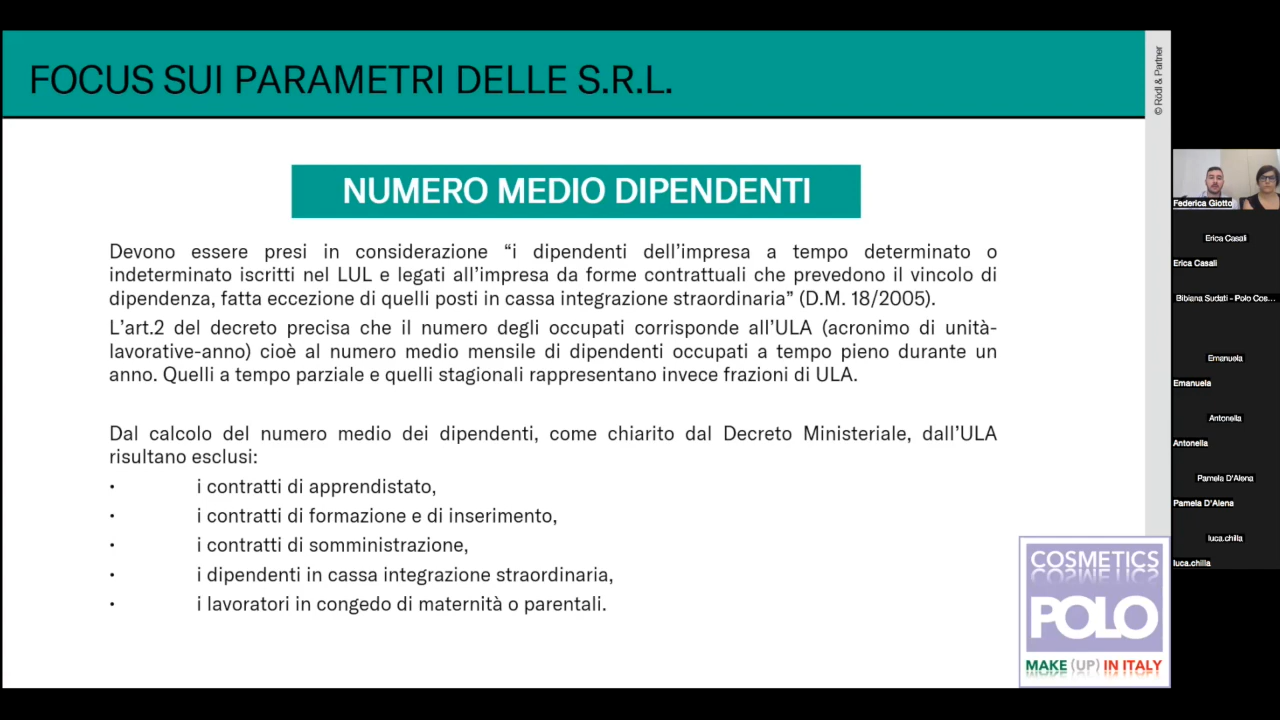 FOCUS SUI PARAMETRI DELLE S.R.L.
© Rödl & Partner
NUMERO MEDIO DIPENDENTI
Devono essere presi in considerazione “i dipendenti dell’impresa a tempo determinato o
indeterminato iscritti nel LUL e legati all’impresa da forme contrattuali che prevedono il vincolo di
dipendenza, fatta eccezione di quelli posti in cassa integrazione straordinaria” (D.M. 18/2005).
L’art.2 del decreto precisa che il numero degli occupati corrisponde all’ULA (acronimo di unità-
lavorative-anno) cioè al numero medio mensile di dipendenti occupati a tempo pieno durante un
anno. Quelli a tempo parziale e quelli stagionali rappresentano invece frazioni di ULA.
Dal calcolo del numero medio dei dipendenti, come chiarito dal Decreto Ministeriale, dall’ULA
risultano esclusi:
• i contratti di apprendistato,
• i contratti di formazione e di inserimento,
• i contratti di somministrazione,
• i dipendenti in cassa integrazione straordinaria,
• i lavoratori in congedo di maternità o parentali.
COSMETICS
POLO
MAKE (UP) IN ITALY
Federica Giotto
Erica Casali
Erica Casali
Bibiana Sudati - Polo Cos...
Emanuela
Emanuela
Antonella
Antonella
Pamela D'Alena
Pamela D'Alena
luca.chilla
luca.chilla